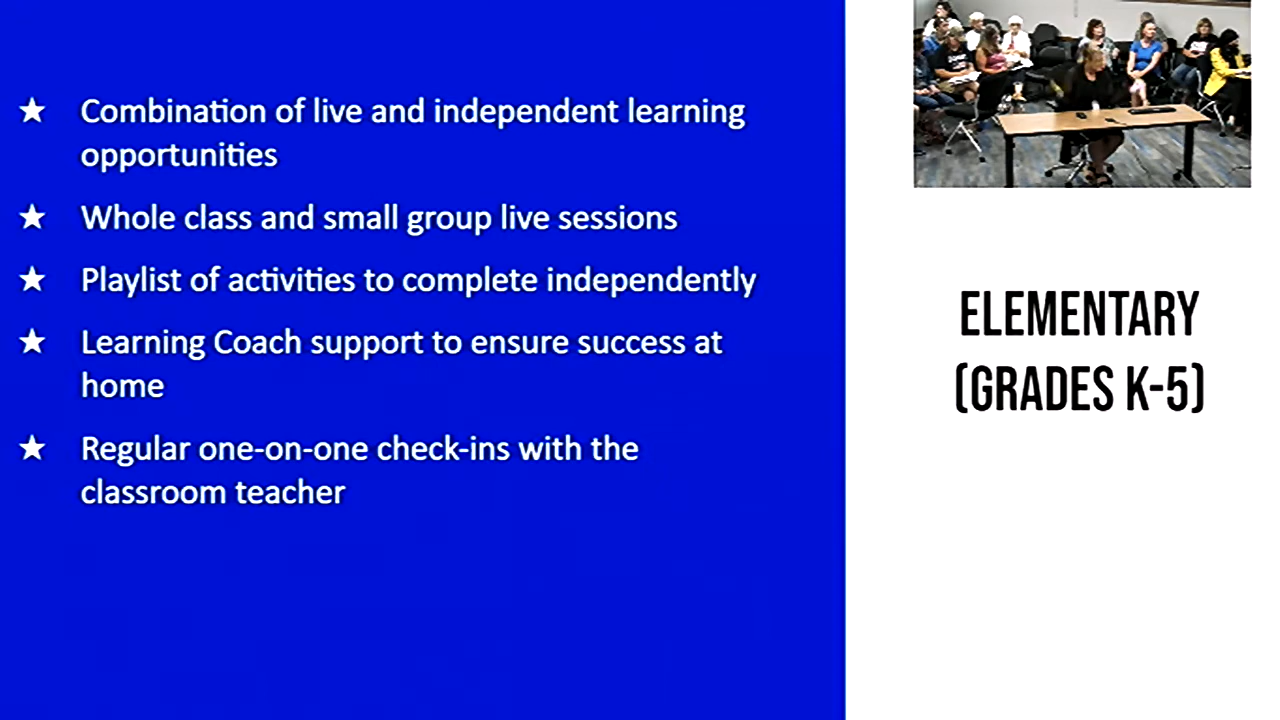 ★ Combination of live and independent learning
opportunities
★ Whole class and small group live sessions
★ Playlist of activities to complete independently
★ Learning Coach support to ensure success at
home
★ Regular one-on-one check-ins with the
classroom teacher
ELEMENTARY
(GRADES K-5)